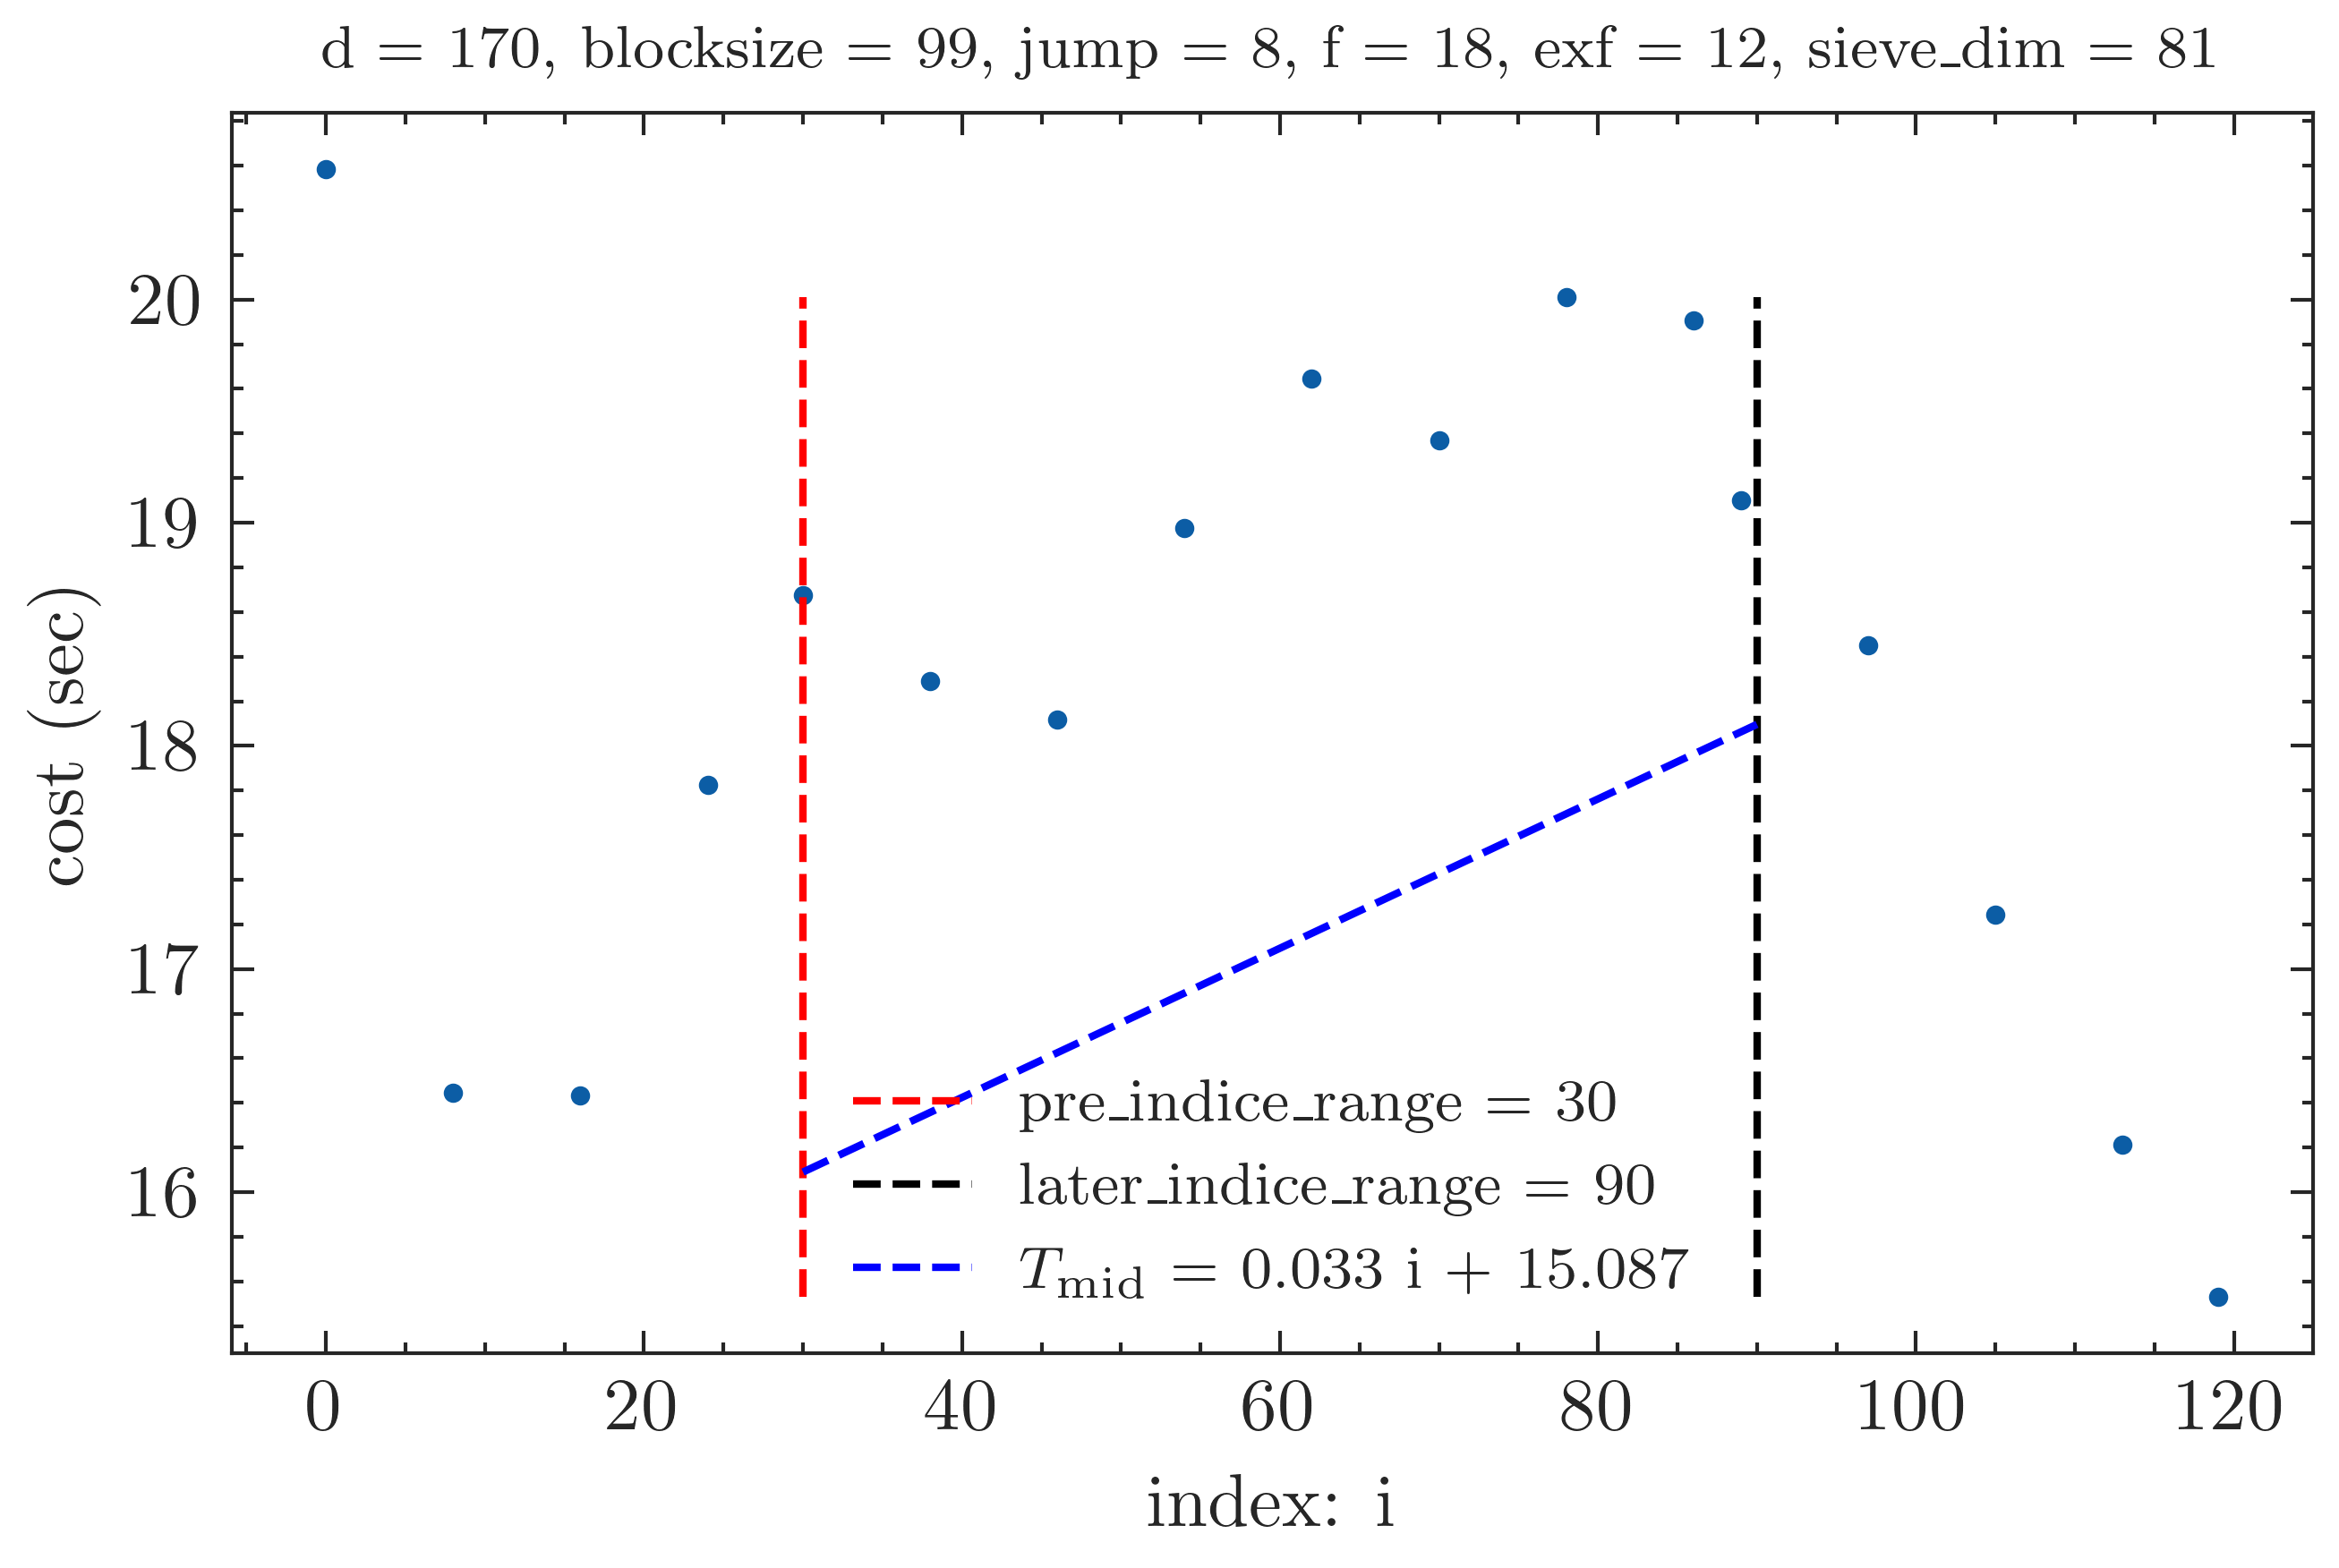 d = 170, blocksize = 99, jump = 8, f = 18, exf = 12, sieve_dim = 81
20
19
18
17
16
cost (sec)
pre_indice_range = 30
later_indice_range = 90
T_mid = 0.033 i + 15.087
0 20 40 60 80 100 120
index: i